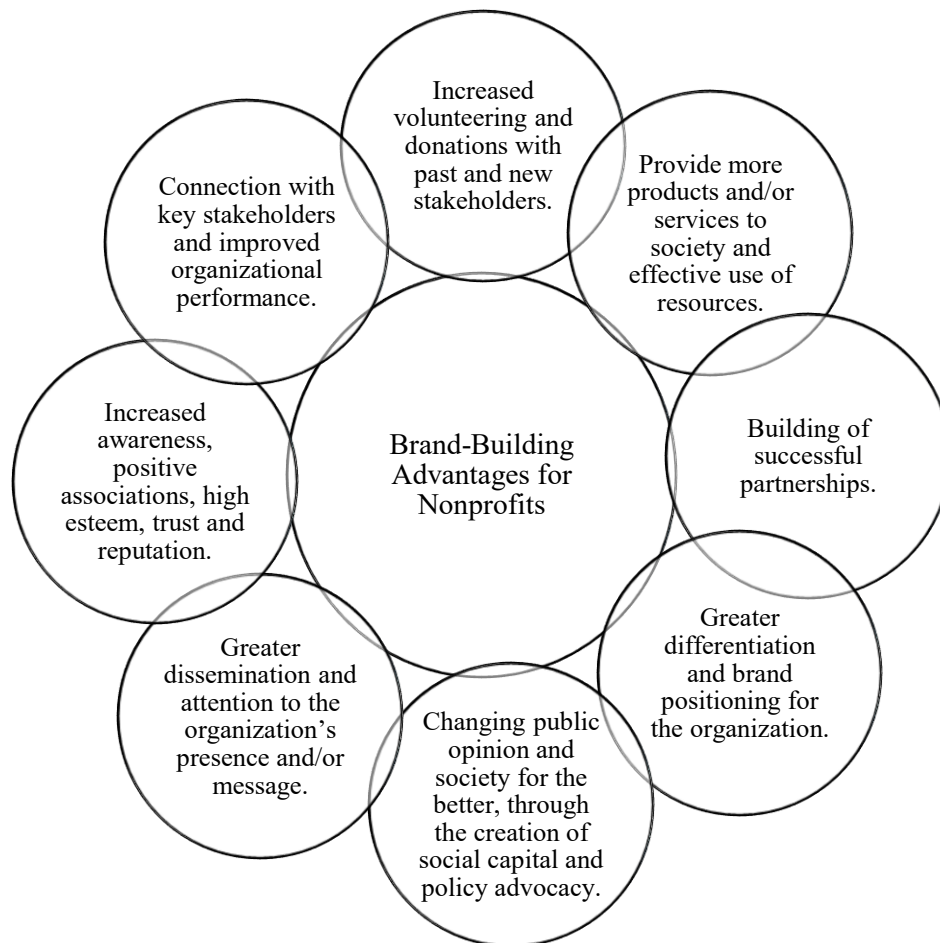 Increased
volunteering and
donations with
past and new
stakeholders.
Provide more
products and/or
services to
society and
effective use of
resources.
Building of
successful
partnerships.
Greater
differentiation
and brand
positioning for
the organization.
Changing public
opinion and
society for the
better, through
the creation of
social capital and
policy advocacy.
Greater
dissemination and
attention to the
organization’s
presence and/or
message.
Increased
awareness,
positive
associations, high
esteem, trust and
reputation.
Connection with
key stakeholders
and improved
organizational
performance.
Brand-Building
Advantages for
Nonprofits